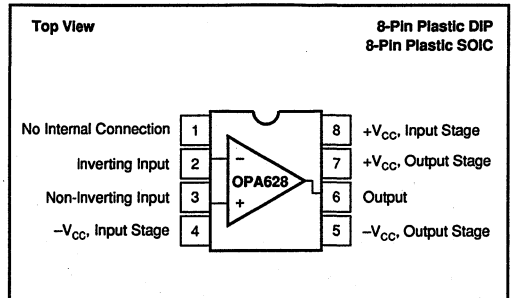 Top View
8-Pin Plastic DIP
8-Pin Plastic SOIC
No Internal Connection 1
8 +VCC, Input Stage
Inverting Input 2
–
7 +VCC, Output Stage
OPA628
Non-Inverting Input 3
+
6 Output
–VCC, Input Stage 4
5 –VCC, Output Stage